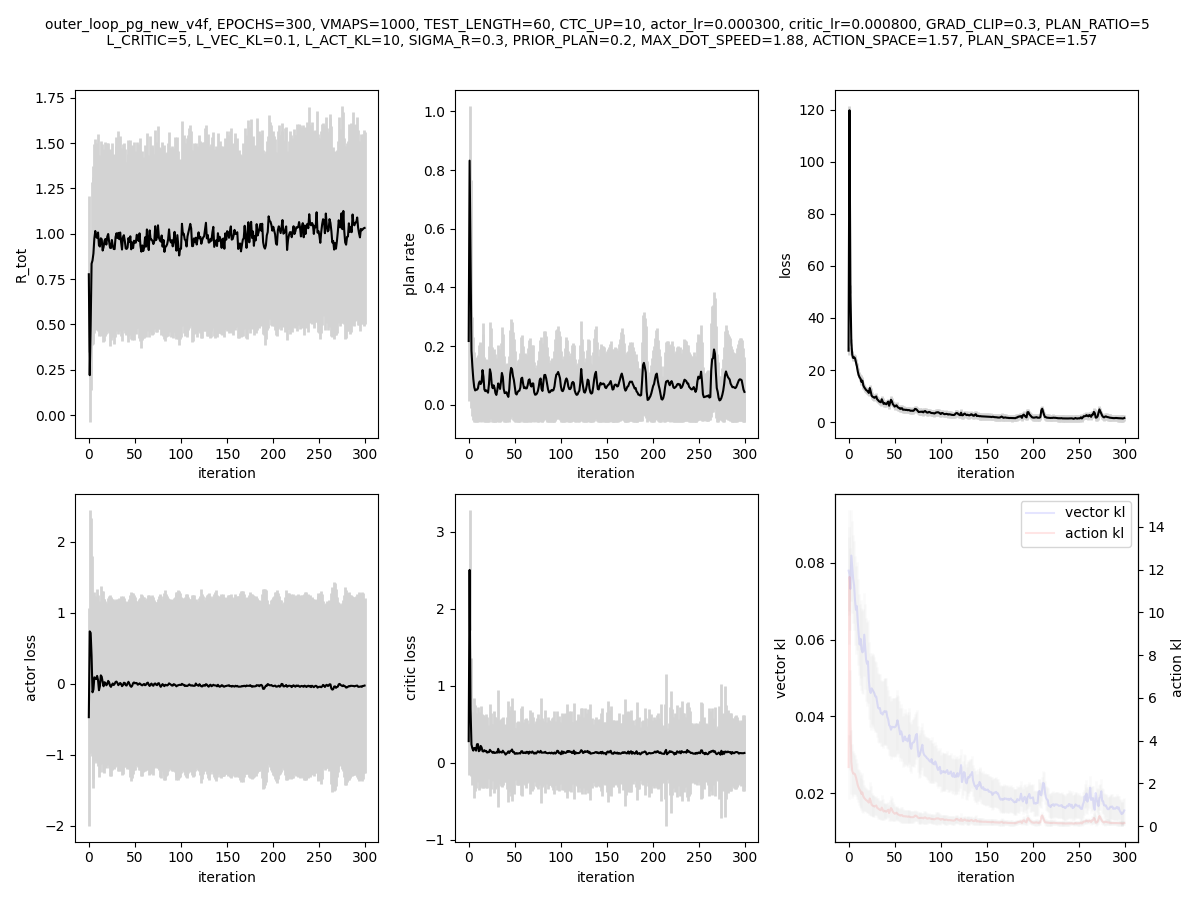 outer_loop_pg_new_v4f, EPOCHS=300, VMAPS=1000, TEST_LENGTH=60, CTC_UP=10, actor_lr=0.000300, critic_lr=0.000800, GRAD_CLIP=0.3, PLAN_RATIO=5
L_CRITIC=5, L_VEC_KL=0.1, L_ACT_KL=10, SIGMA_R=0.3, PRIOR_PLAN=0.2, MAX_DOT_SPEED=1.88, ACTION_SPACE=1.57, PLAN_SPACE=1.57
R_tot
1.75
1.50
1.25
1.00
0.75
0.50
0.25
0.00
0 50 100 150 200 250 300
iteration
plan rate
1.0
0.8
0.6
0.4
0.2
0.0
0 50 100 150 200 250 300
iteration
loss
120
100
80
60
40
20
0
0 50 100 150 200 250 300
iteration
actor loss
2
1
0
−1
−2
0 50 100 150 200 250 300
iteration
critic loss
3
2
1
0
−1
0 50 100 150 200 250 300
iteration
vector kl
0.08
0.06
0.04
0.02
0 50 100 150 200 250 300
iteration
vector kl
action kl
14
12
10
8
6
4
2
0
action kl